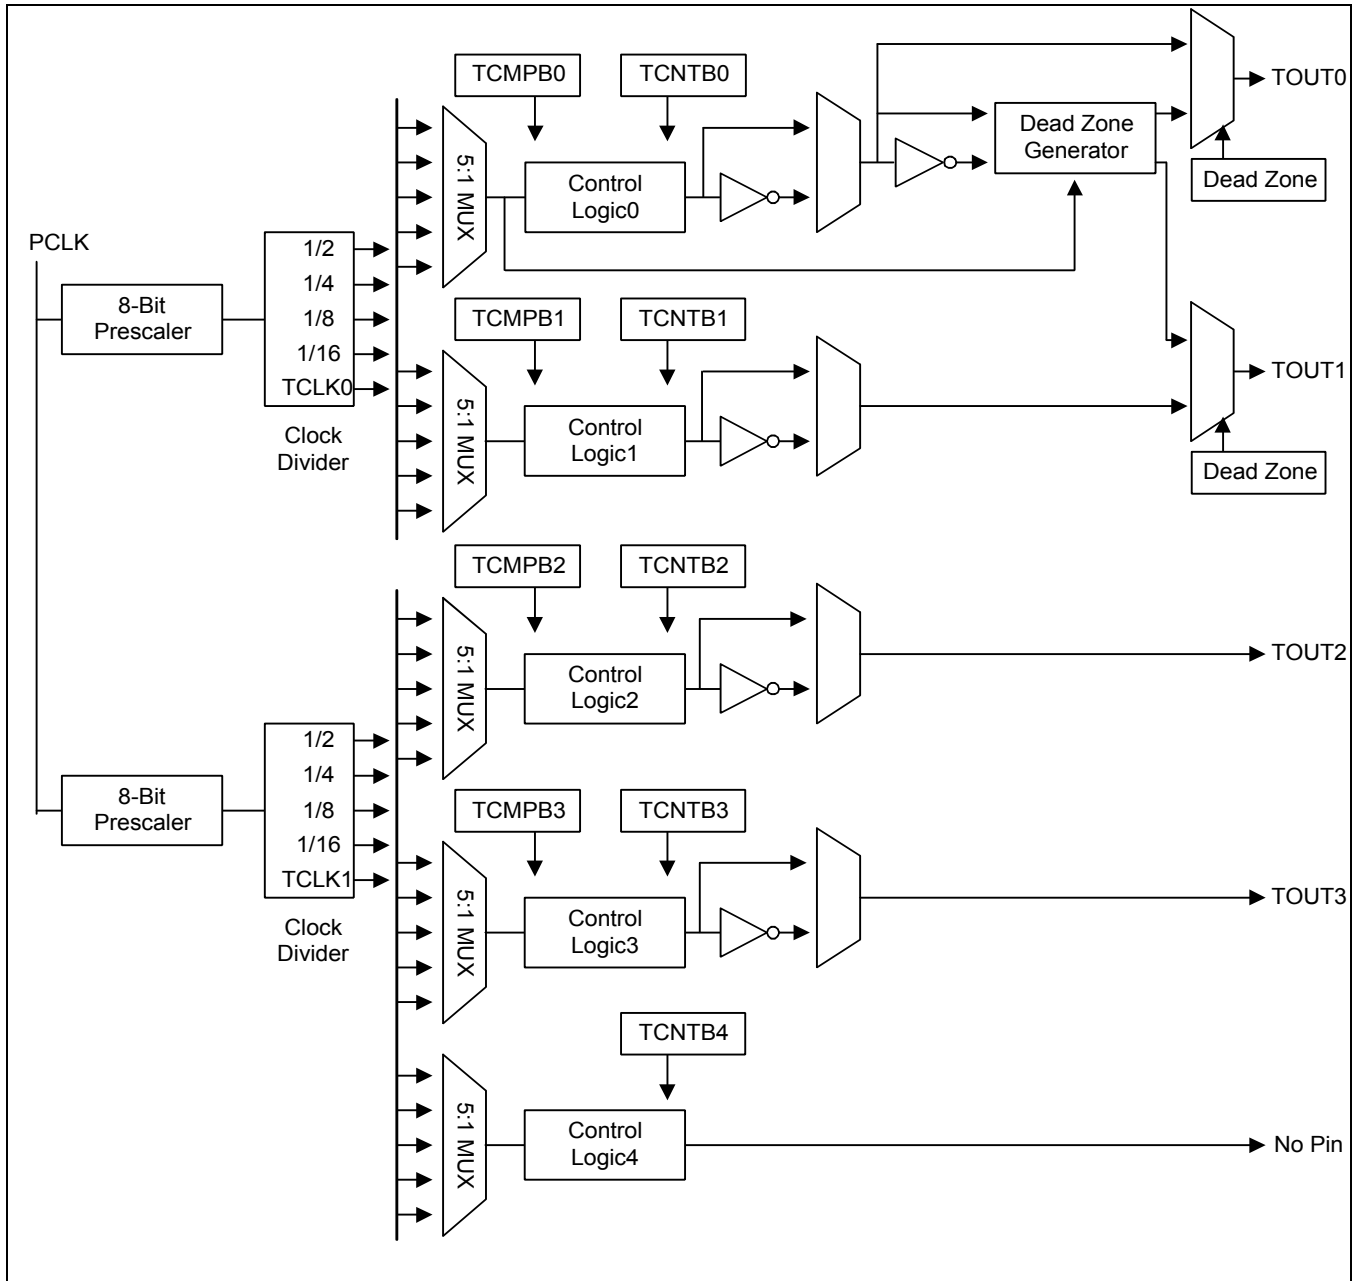 TCMPB0
TCNTB0
TOUT0
5:1 MUX
Control
Logic0
Dead Zone
Generator
Dead Zone
PCLK
8-Bit
Prescaler
1/2
1/4
1/8
1/16
TCLK0
Clock
Divider
TCMPB1
TCNTB1
5:1 MUX
Control
Logic1
TOUT1
Dead Zone
TCMPB2
TCNTB2
5:1 MUX
Control
Logic2
TOUT2
8-Bit
Prescaler
1/2
1/4
1/8
1/16
TCLK1
Clock
Divider
TCMPB3
TCNTB3
5:1 MUX
Control
Logic3
TOUT3
TCNTB4
5:1 MUX
Control
Logic4
No Pin